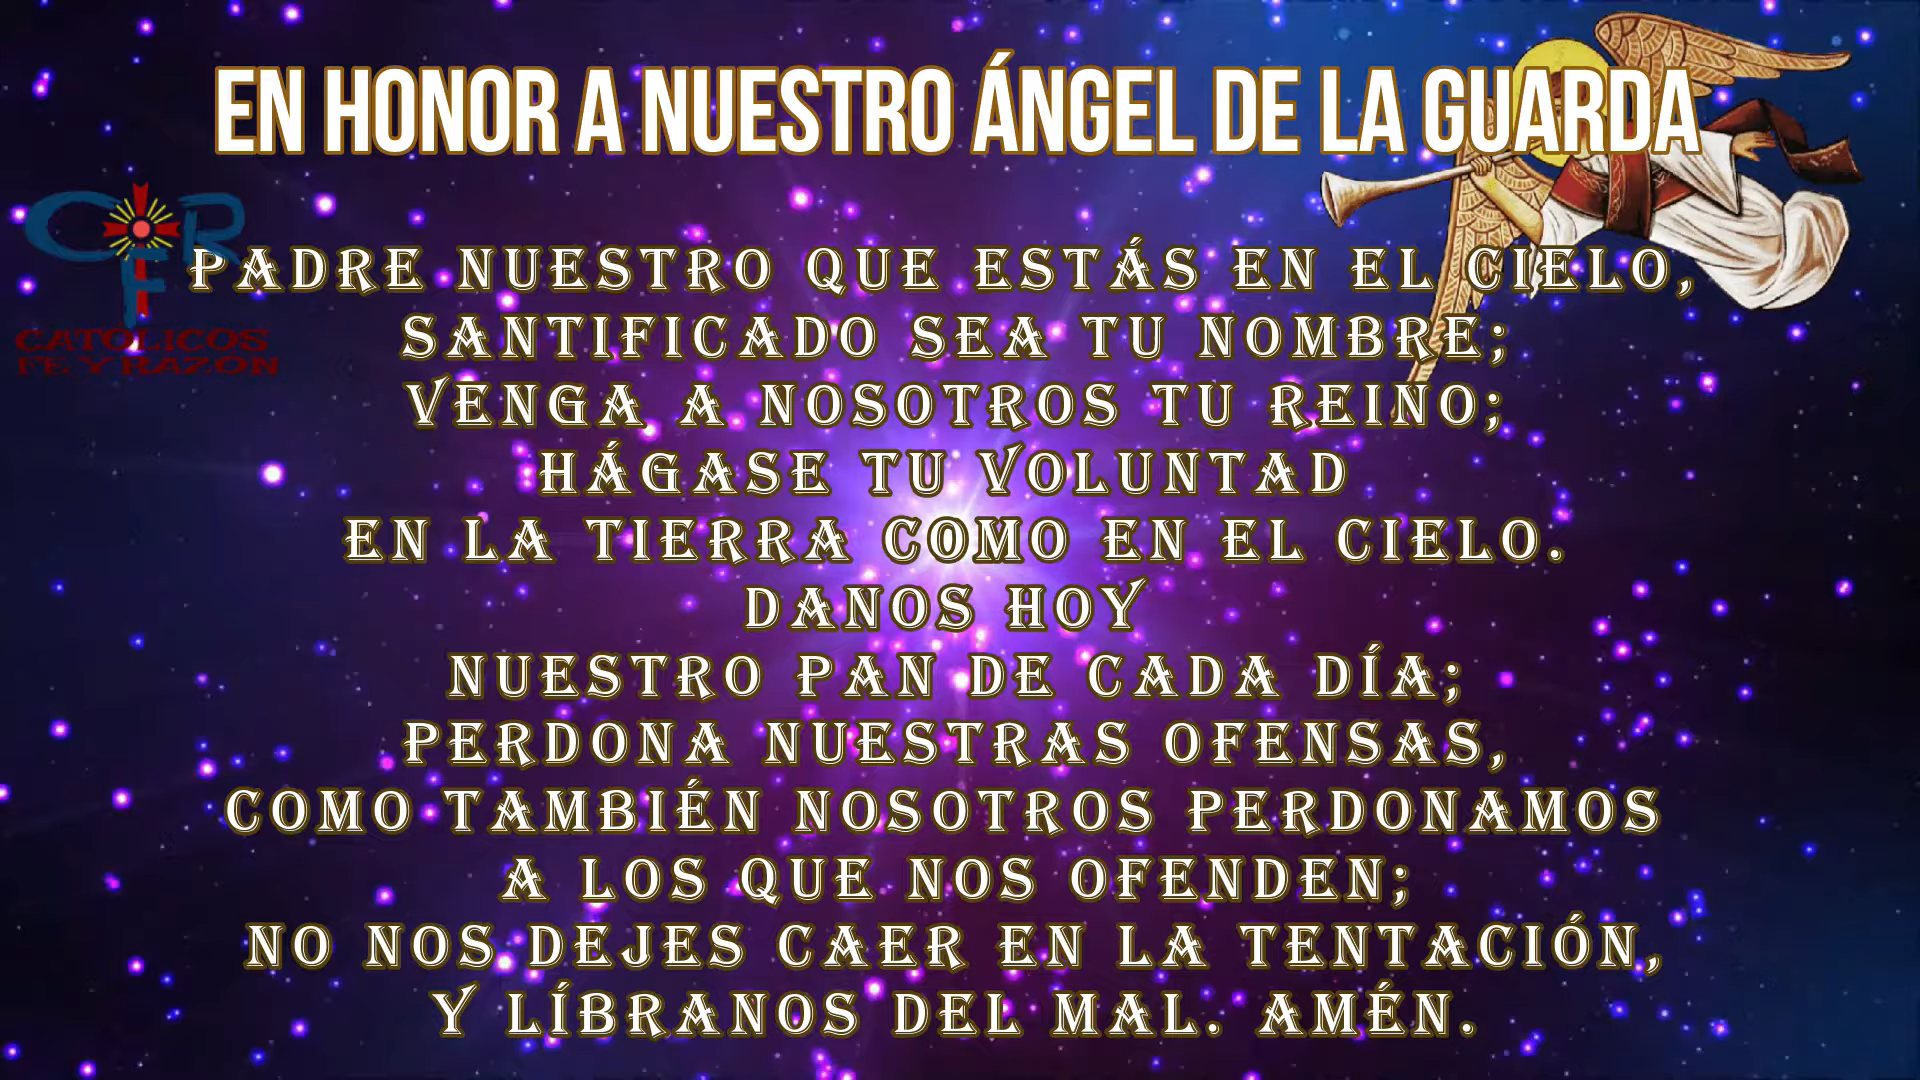 EN HONOR A NUESTRO ÁNGEL DE LA GUARDA
CFR
CATOLICOS
FE Y RAZON
PADRE NUESTRO QUE ESTÁS EN EL CIELO,
SANTIFICADO SEA TU NOMBRE;
VENGA A NOSOTROS TU REINO;
HÁGASE TU VOLUNTAD
EN LA TIERRA COMO EN EL CIELO.
DANOS HOY
NUESTRO PAN DE CADA DÍA;
PERDONA NUESTRAS OFENSAS,
COMO TAMBIÉN NOSOTROS PERDONAMOS
A LOS QUE NOS OFENDEN;
NO NOS DEJES CAER EN LA TENTACIÓN,
Y LÍBRANOS DEL MAL. AMÉN.